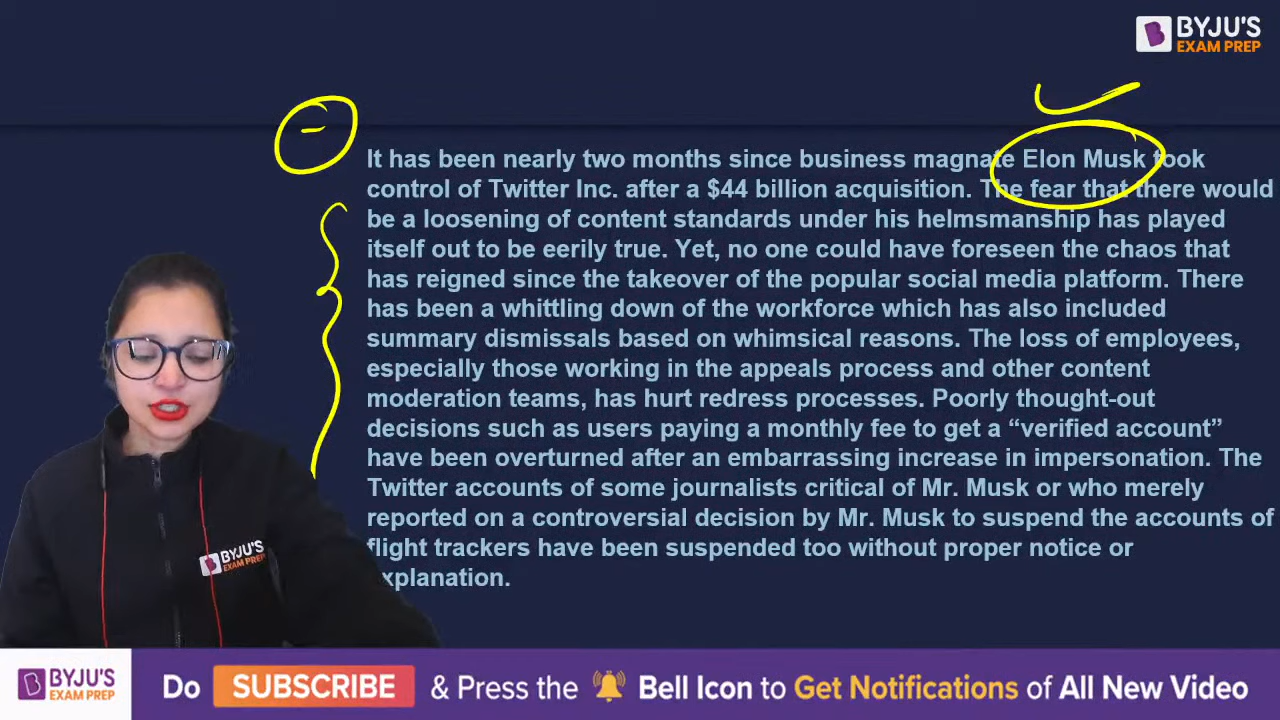 BYJU'S
EXAM PREP
It has been nearly two months since business magnate Elon Musk took
control of Twitter Inc. after a $44 billion acquisition. The fear that there would
be a loosening of content standards under his helmsmanship has played
itself out to be eerily true. Yet, no one could have foreseen the chaos that
has reigned since the takeover of the popular social media platform. There
has been a whittling down of the workforce which has also included
summary dismissals based on whimsical reasons. The loss of employees,
especially those working in the appeals process and other content
moderation teams, has hurt redress processes. Poorly thought-out
decisions such as users paying a monthly fee to get a “verified account”
have been overturned after an embarrassing increase in impersonation. The
Twitter accounts of some journalists critical of Mr. Musk or who merely
reported on a controversial decision by Mr. Musk to suspend the accounts of
flight trackers have been suspended too without proper notice or
xplanation.
BYJU'S
EXAM PREP
BYJU'S
EXAM PREP
Do SUBSCRIBE & Press the Bell Icon to Get Notifications of All New Video